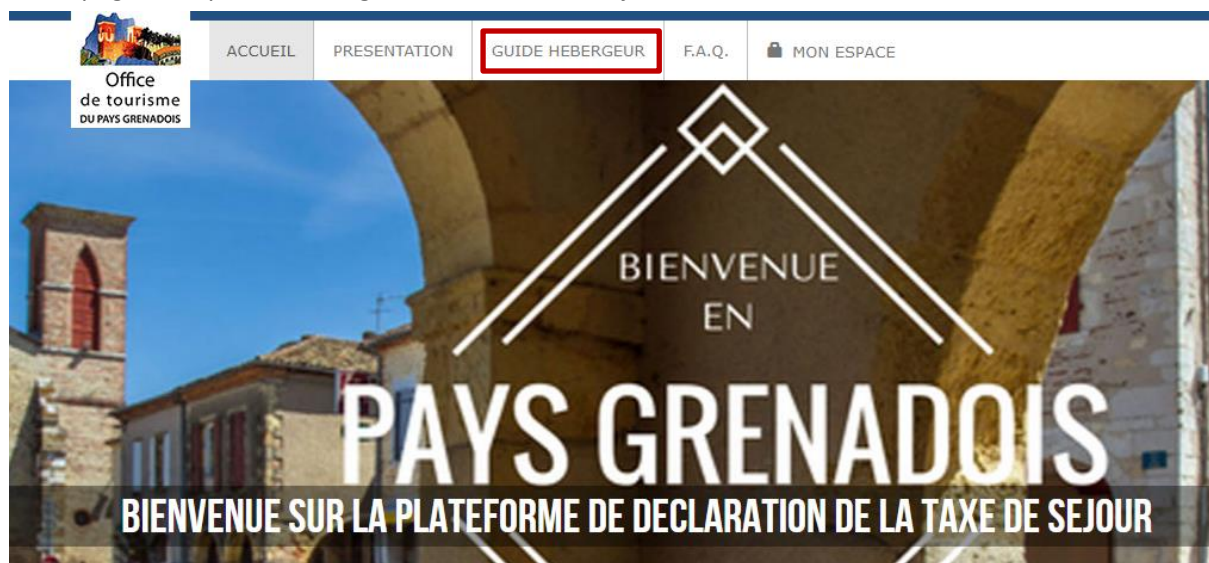 ACCUEIL PRESENTATION GUIDE HEBERGEUR F.A.Q. MON ESPACE
Office
de tourisme
DU PAYS GRENADOIS
BIENVENUE
EN
PAYS GRENADOIS
BIENVENUE SUR LA PLATEFORME DE DECLARATION DE LA TAXE DE SEJOUR